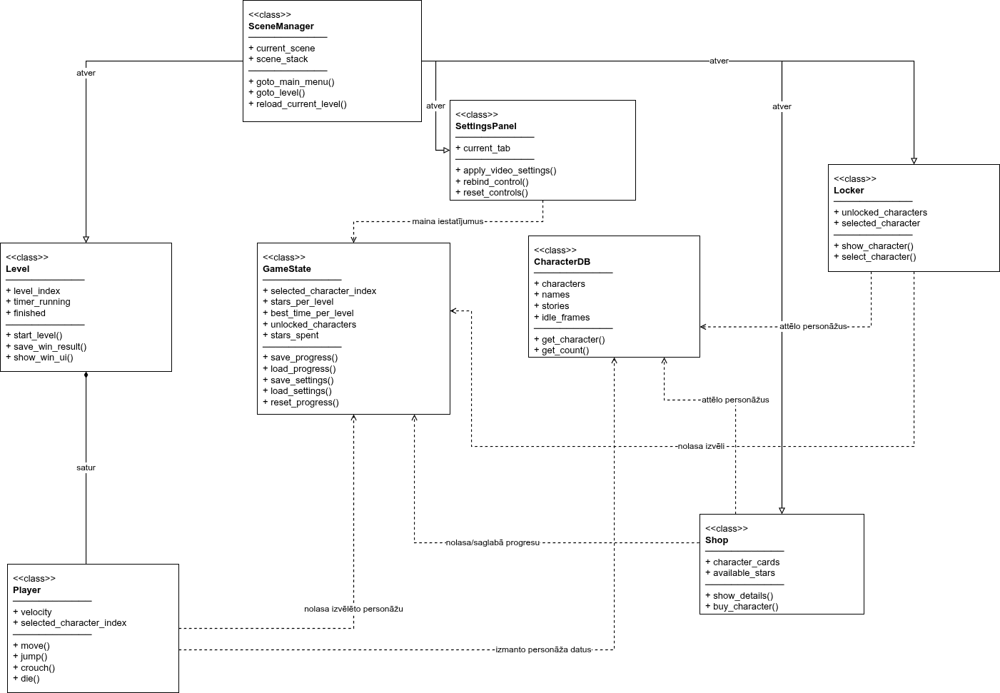 <<class>>
SceneManager
+ current_scene
+ scene_stack
+ goto_main_menu()
+ goto_level()
+ reload_current_level()
atver
atver
atver
atver
<<class>>
SettingsPanel
+ current_tab
+ apply_video_settings()
+ rebind_control()
+ reset_controls()
<<class>>
Locker
+ unlocked_characters
+ selected_character
+ show_character()
+ select_character()
maina iestatījumus
<<class>>
Level
+ level_index
+ timer_running
+ finished
+ start_level()
+ save_win_result()
+ show_win_ui()
<<class>>
GameState
+ selected_character_index
+ stars_per_level
+ best_time_per_level
+ unlocked_characters
+ stars_spent
+ save_progress()
+ load_progress()
+ save_settings()
+ load_settings()
+ reset_progress()
<<class>>
CharacterDB
+ characters
+ names
+ stories
+ idle_frames
+ get_character()
+ get_count()
attēlo personāžus
attēlo personāžus
nolasa izvēli
satur
nolasa/saglabā progresu
<<class>>
Shop
+ character_cards
+ available_stars
+ show_details()
+ buy_character()
<<class>>
Player
+ velocity
+ selected_character_index
+ move()
+ jump()
+ crouch()
+ die()
nolasa izvēlēto personāžu
izmanto personāža datus